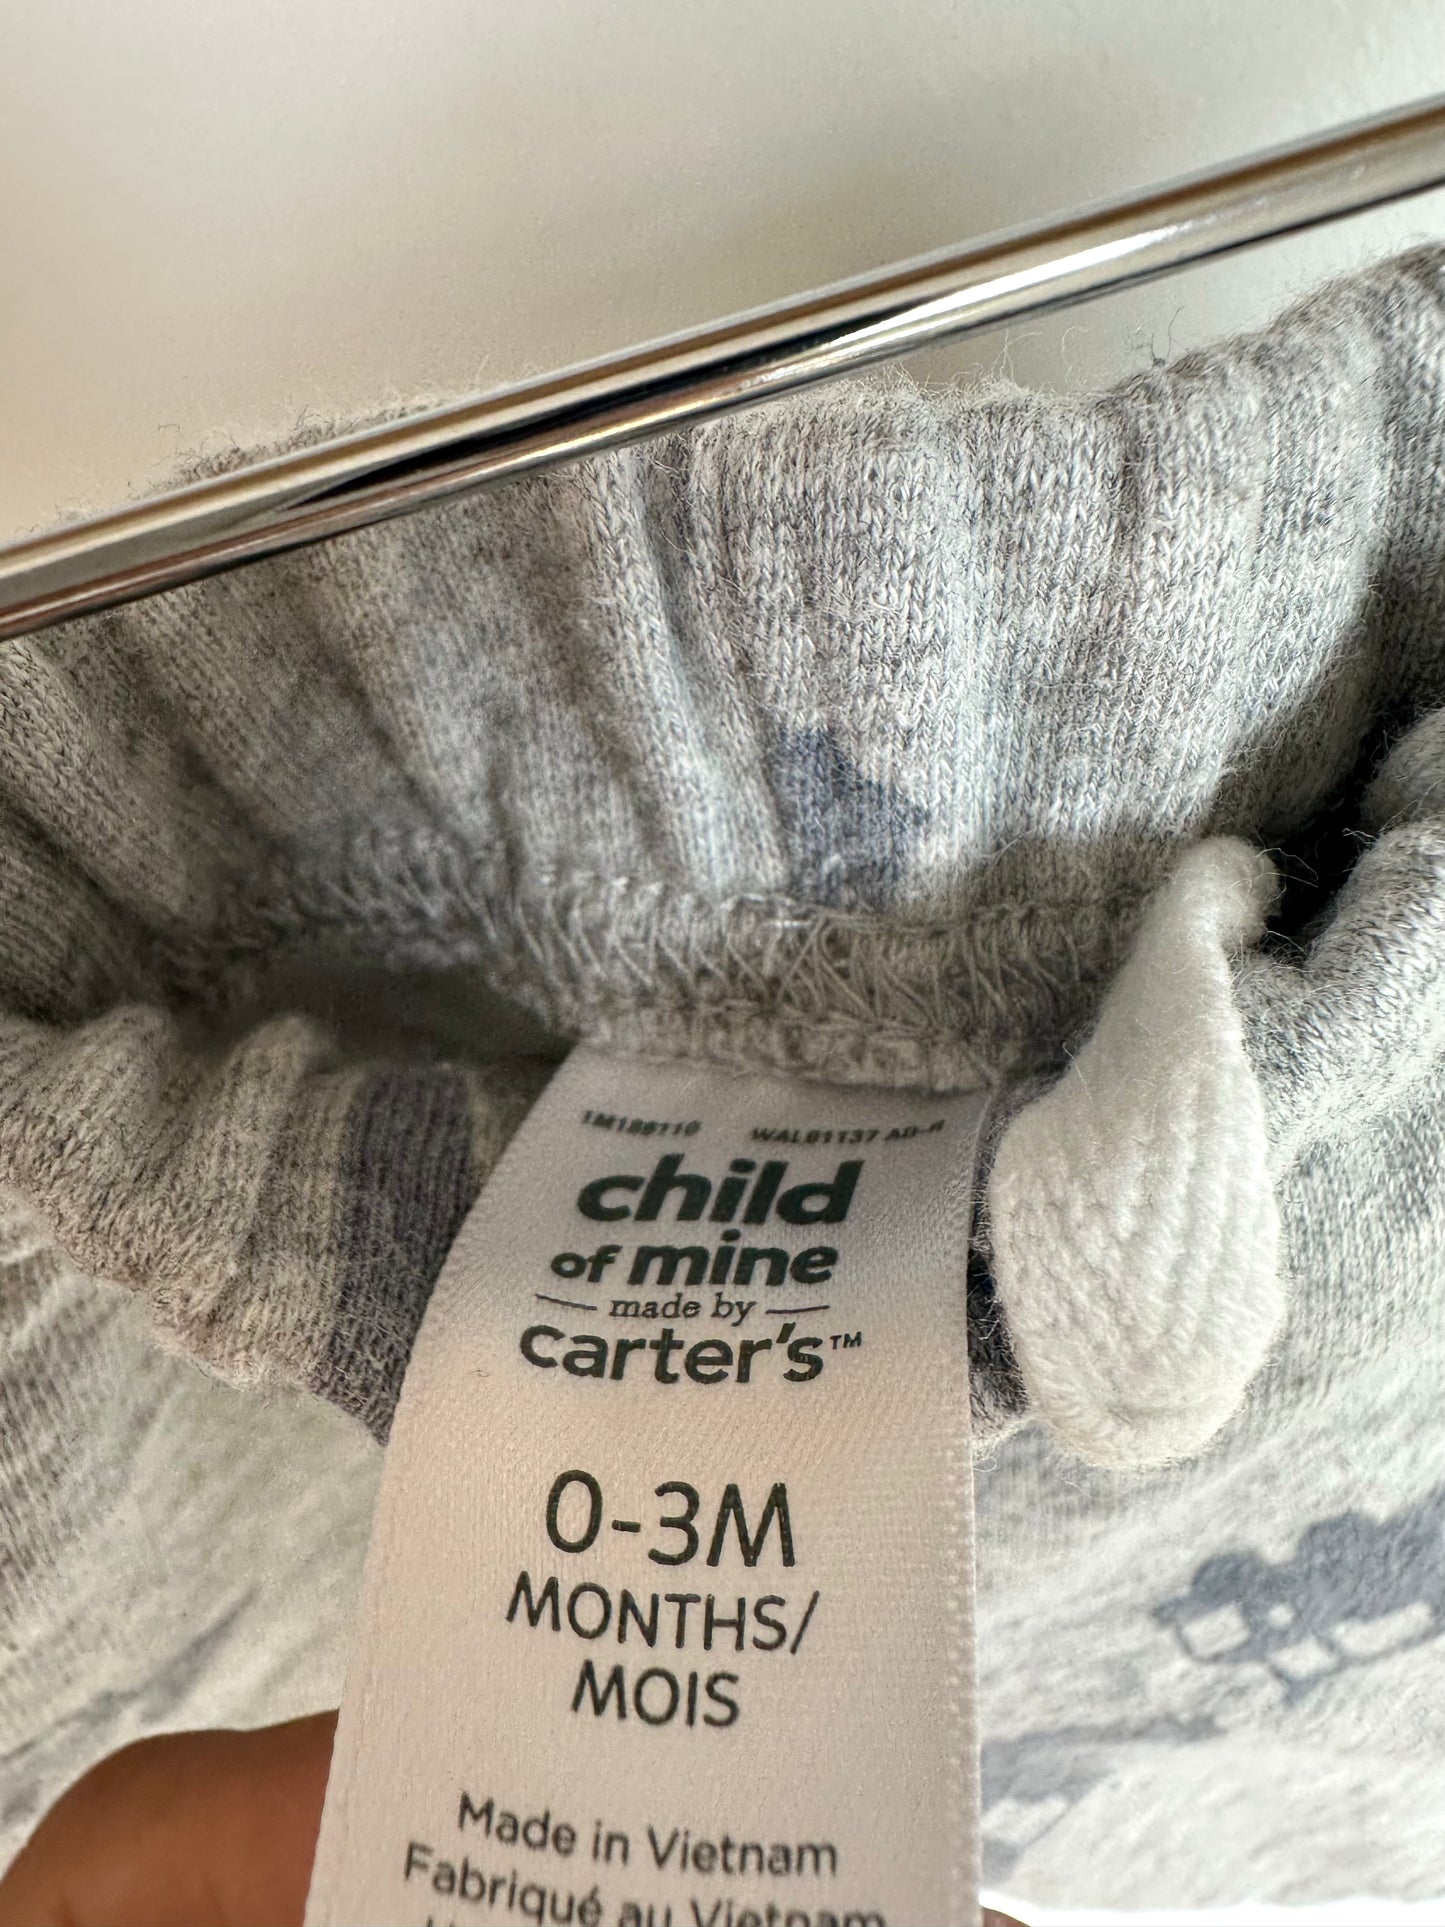 1M188110 WAL01137 AD-R
child
of mine
made by
carter's™
0-3M
MONTHS/
MOIS
Made in Vietnam
Fabriqué au Vietnam